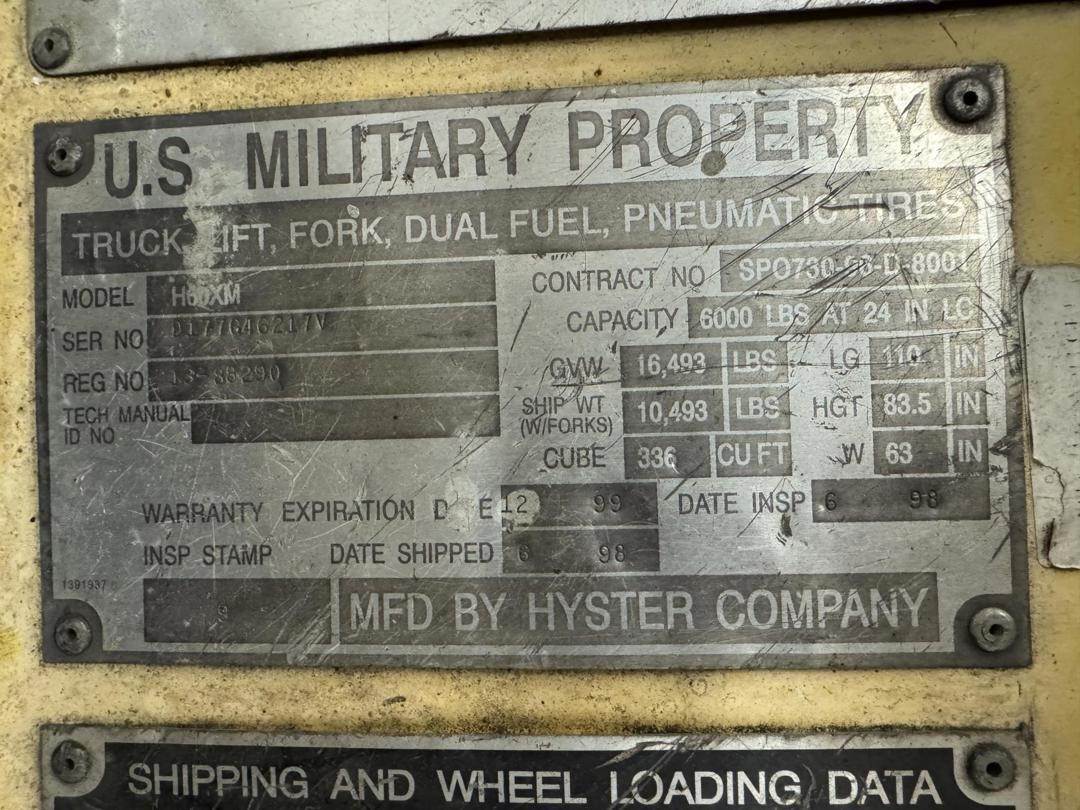 U.S MILITARY PROPERTY
TRUCK, LIFT, FORK, DUAL FUEL, PNEUMATIC TIRES
MODEL H60XM
CONTRACT NO
SER NO D177G46217V
CAPACITY 6000 LBS AT 24 IN LC
REG NO
GVW 16,493 LBS LG 110 IN
TECH MANUAL
ID NO
SHIP WT 10,493 LBS HGT 83.5 IN
(W/FORKS)
CUBE 336 CU FT W 63 IN
WARRANTY EXPIRATION D E 12 99 DATE INSP 6 98
INSP STAMP DATE SHIPPED 6 98
1391937
MFD BY HYSTER COMPANY
SHIPPING AND WHEEL LOADING DATA